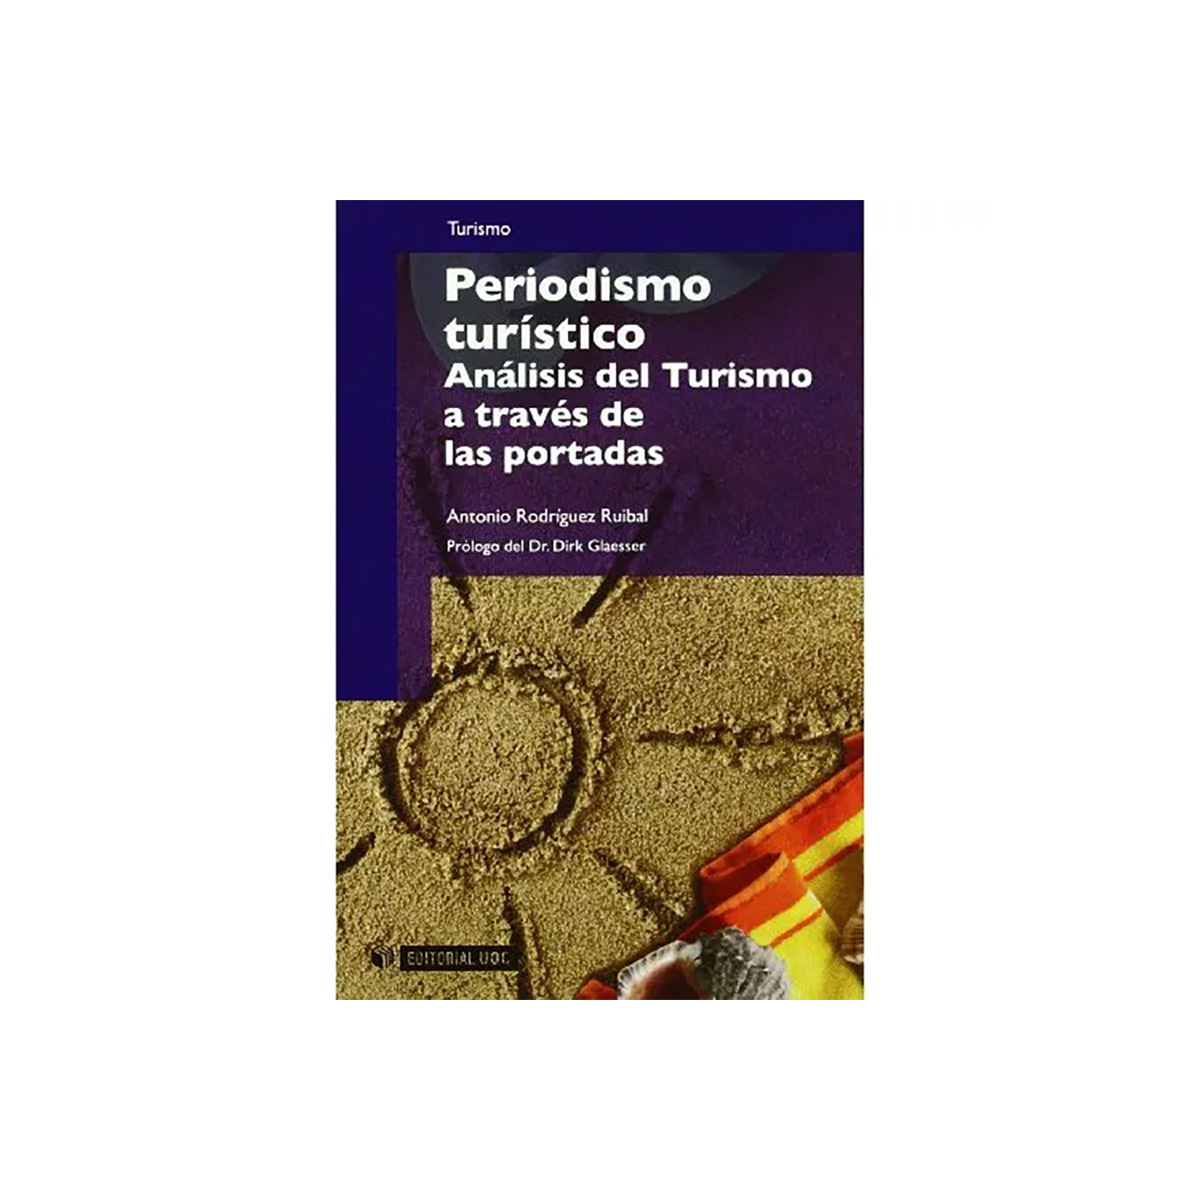 Turismo
Periodismo
turístico
Análisis del Turismo
a través de
las portadas
Antonio Rodríguez Ruibal
Prólogo del Dr. Dirk Glaesser
EDITORIAL UOC